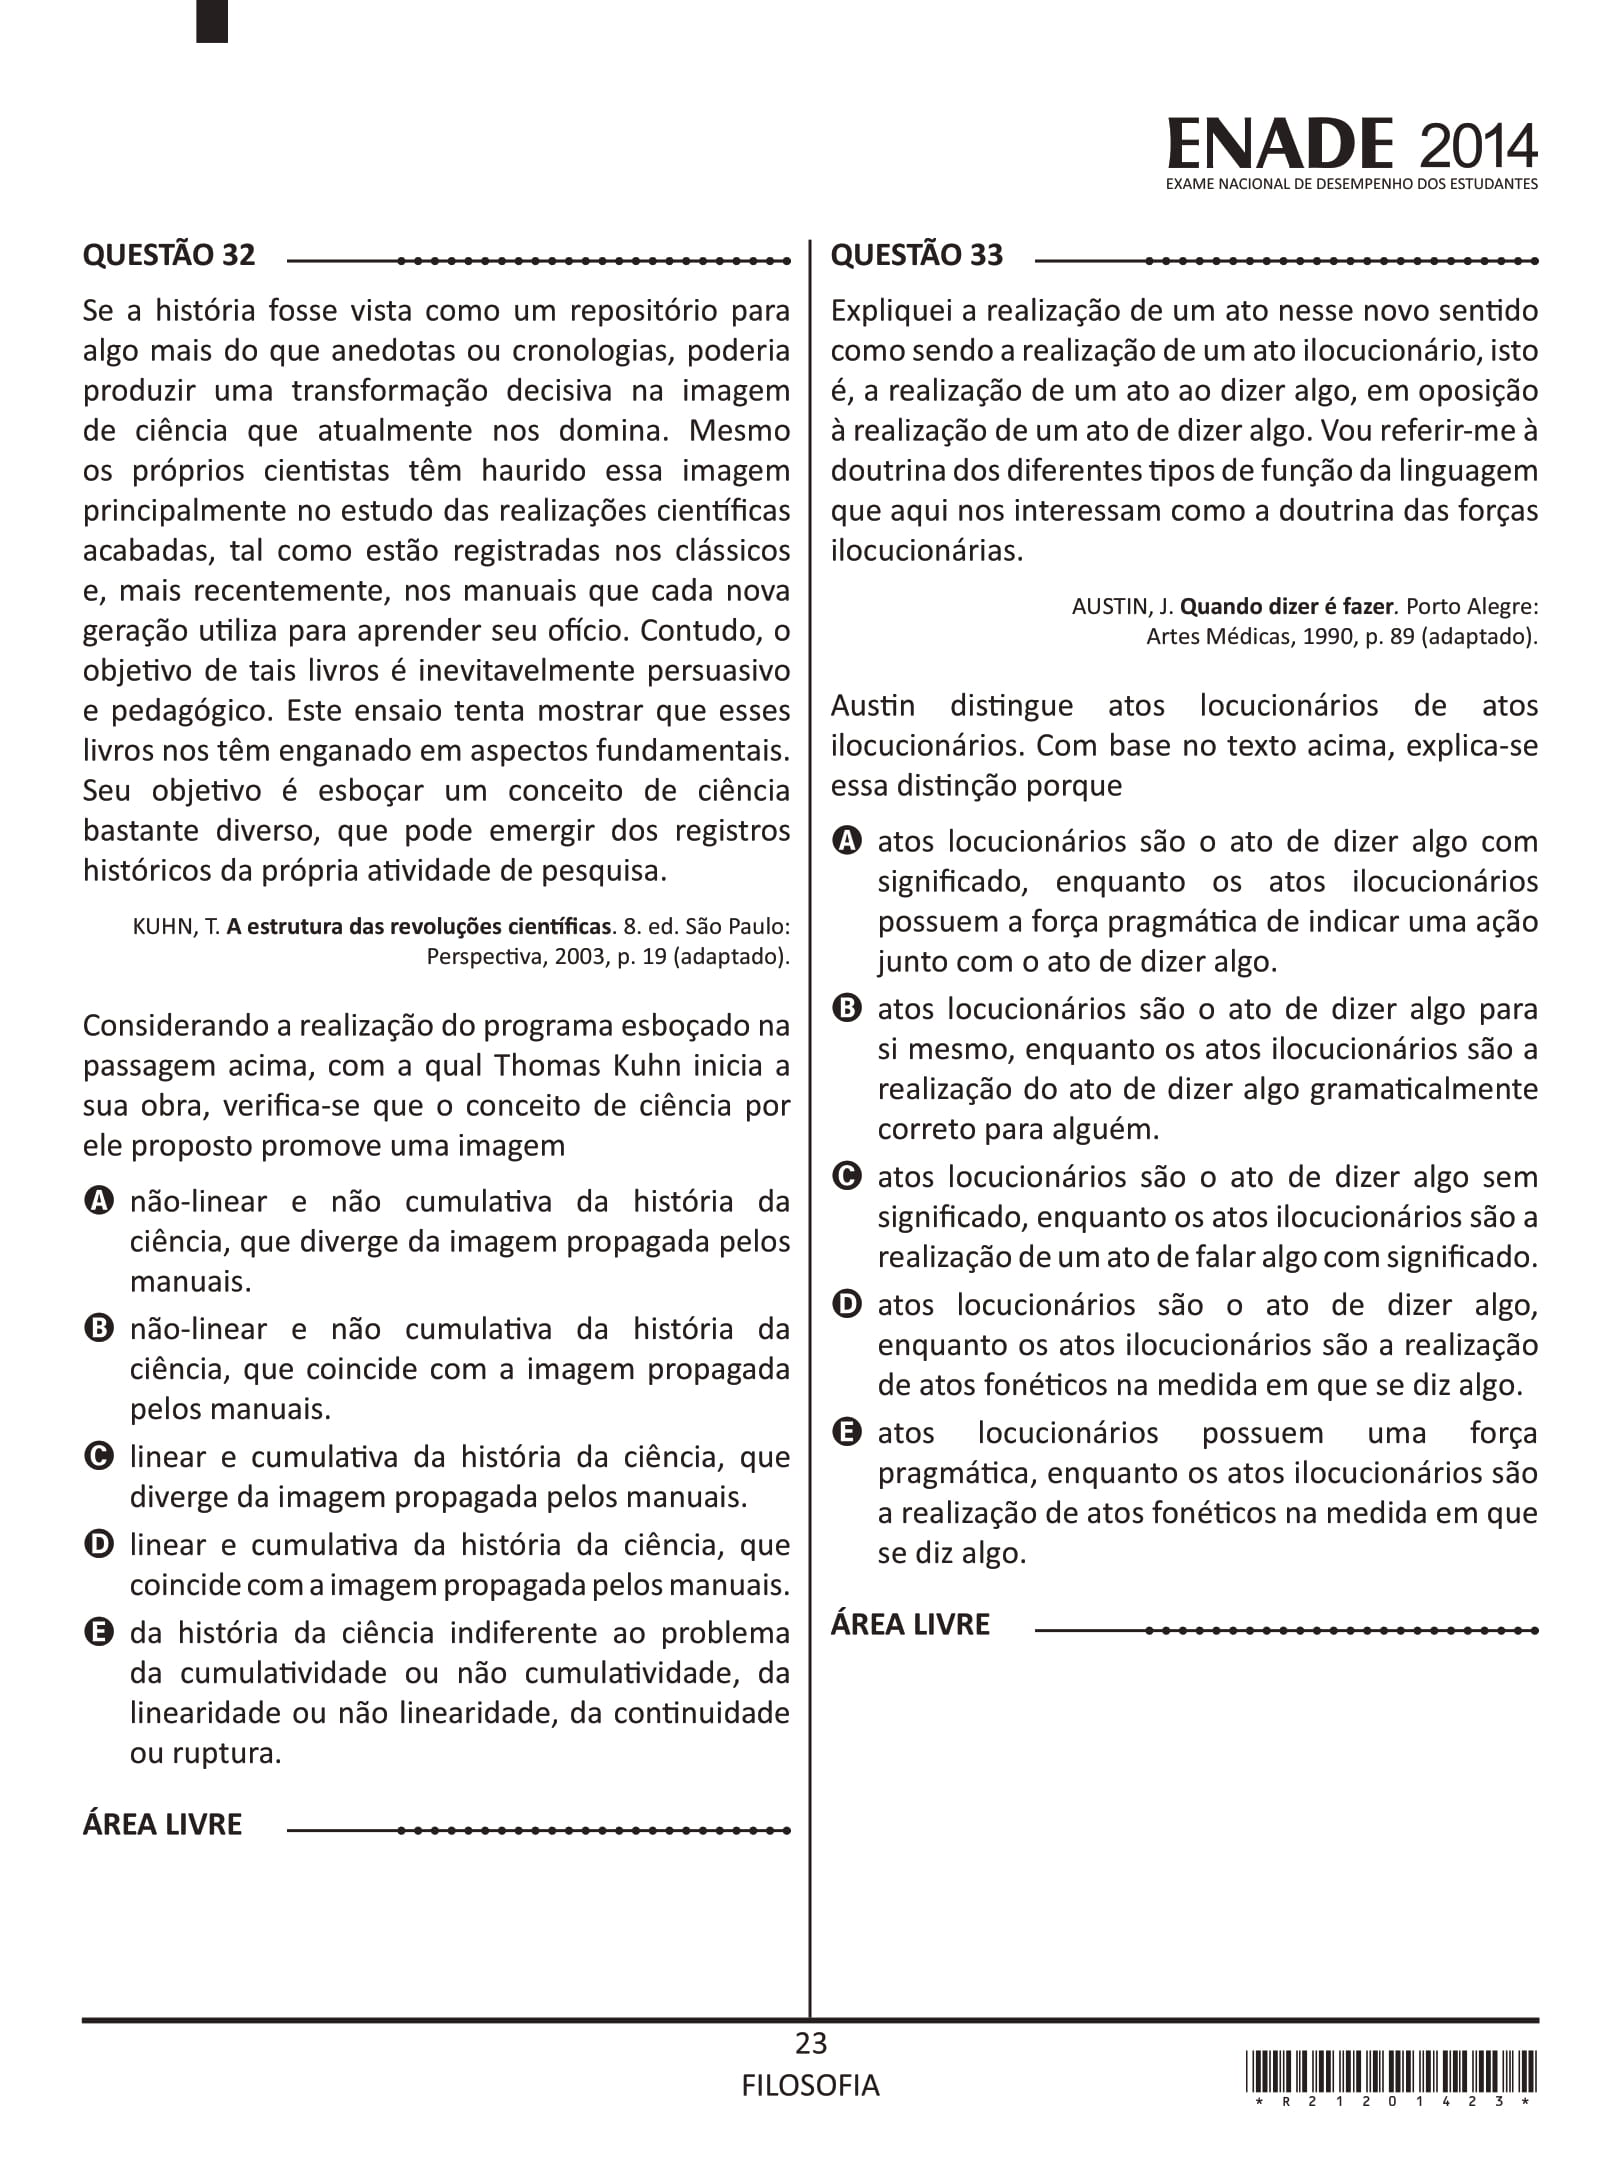 ENADE 2014
EXAME NACIONAL DE DESEMPENHO DOS ESTUDANTES
QUESTÃO 32
Se a história fosse vista como um repositório para
algo mais do que anedotas ou cronologias, poderia
produzir uma transformação decisiva na imagem
de ciência que atualmente nos domina. Mesmo
os próprios cientistas têm haurido essa imagem
principalmente no estudo das realizações científicas
acabadas, tal como estão registradas nos clássicos
e, mais recentemente, nos manuais que cada nova
geração utiliza para aprender seu ofício. Contudo, o
objetivo de tais livros é inevitavelmente persuasivo
e pedagógico. Este ensaio tenta mostrar que esses
livros nos têm enganado em aspectos fundamentais.
Seu objetivo é esboçar um conceito de ciência
bastante diverso, que pode emergir dos registros
históricos da própria atividade de pesquisa.
KUHN, T. A estrutura das revoluções científicas. 8. ed. São Paulo:
Perspectiva, 2003, p. 19 (adaptado).
Considerando a realização do programa esboçado na
passagem acima, com a qual Thomas Kuhn inicia a
sua obra, verifica-se que o conceito de ciência por
ele proposto promove uma imagem
A não-linear e não cumulativa da história da
ciência, que diverge da imagem propagada pelos
manuais.
B não-linear e não cumulativa da história da
ciência, que coincide com a imagem propagada
pelos manuais.
C linear e cumulativa da história da ciência, que
diverge da imagem propagada pelos manuais.
D linear e cumulativa da história da ciência, que
coincide com a imagem propagada pelos manuais.
E da história da ciência indiferente ao problema
da cumulatividade ou não cumulatividade, da
linearidade ou não linearidade, da continuidade
ou ruptura.
ÁREA LIVRE
QUESTÃO 33
Expliquei a realização de um ato nesse novo sentido
como sendo a realização de um ato ilocucionário, isto
é, a realização de um ato ao dizer algo, em oposição
à realização de um ato de dizer algo. Vou referir-me à
doutrina dos diferentes tipos de função da linguagem
que aqui nos interessam como a doutrina das forças
ilocucionárias.
AUSTIN, J. Quando dizer é fazer. Porto Alegre:
Artes Médicas, 1990, p. 89 (adaptado).
Austin distingue atos locucionários de atos
ilocucionários. Com base no texto acima, explica-se
essa distinção porque
A atos locucionários são o ato de dizer algo com
significado, enquanto os atos ilocucionários
possuem a força pragmática de indicar uma ação
junto com o ato de dizer algo.
B atos locucionários são o ato de dizer algo para
si mesmo, enquanto os atos ilocucionários são a
realização do ato de dizer algo gramaticalmente
correto para alguém.
C atos locucionários são o ato de dizer algo sem
significado, enquanto os atos ilocucionários são a
realização de um ato de falar algo com significado.
D atos locucionários são o ato de dizer algo,
enquanto os atos ilocucionários são a realização
de atos fonéticos na medida em que se diz algo.
E atos locucionários possuem uma força
pragmática, enquanto os atos ilocucionários são
a realização de atos fonéticos na medida em que
se diz algo.
ÁREA LIVRE
23
FILOSOFIA
*R21201423*